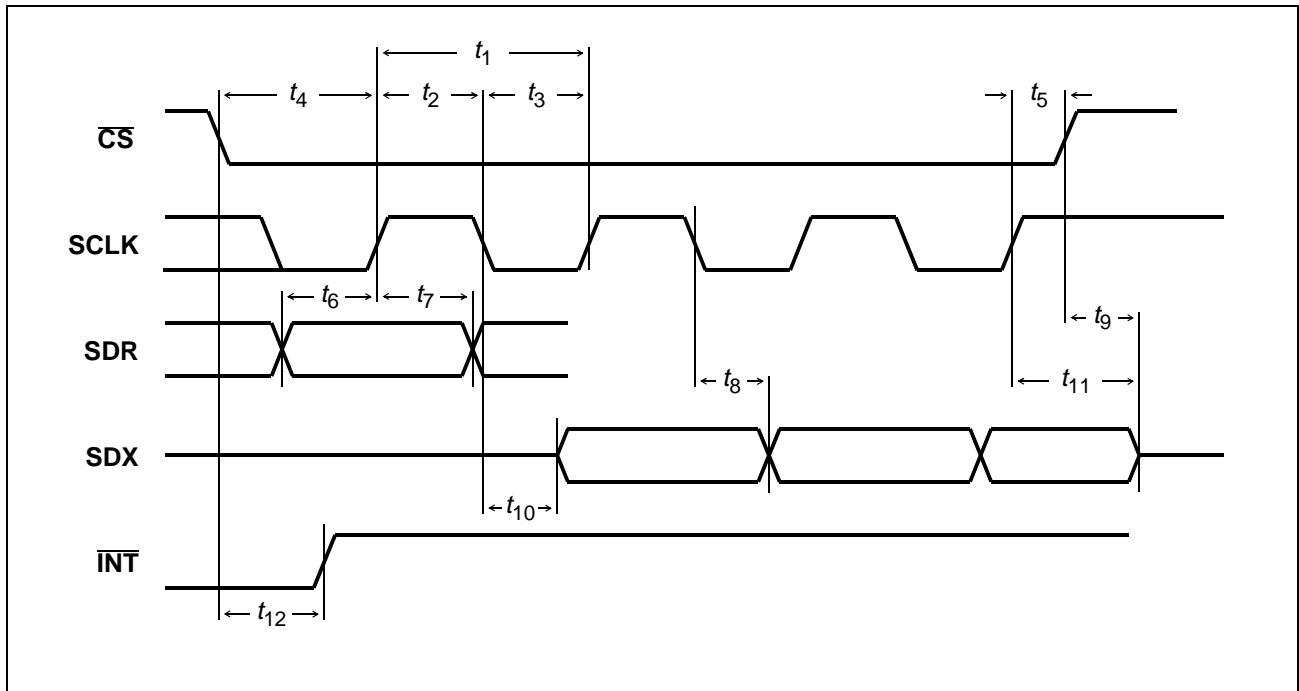 t1
t4 t2 t3 t5
CS
SCLK
t6 t7
t9
SDR
t8 t11
SDX
t10
INT
t12